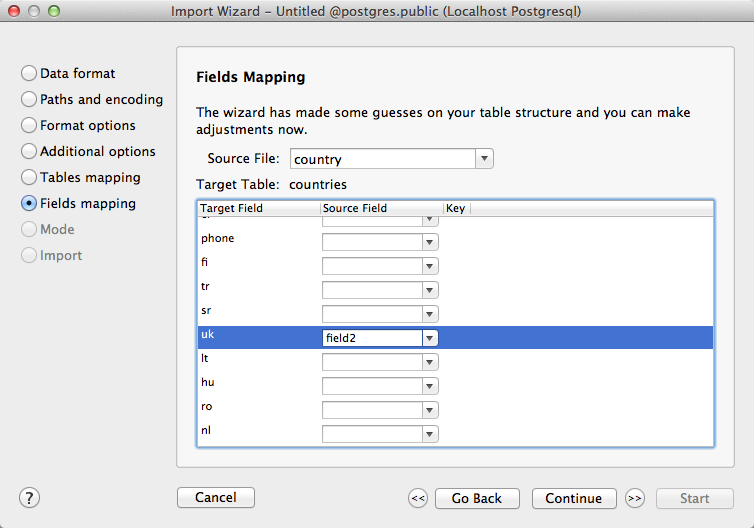 Import Wizard - Untitled @postgres.public (Localhost Postgresql)
Data format
Paths and encoding
Format options
Additional options
Tables mapping
Fields mapping
Mode
Import
Fields Mapping
The wizard has made some guesses on your table structure and you can make
adjustments now.
Source File: country
Target Table: countries
Target Field Source Field Key
phone
fi
tr
sr
uk field2
lt
hu
ro
nl
? Cancel << Go Back Continue >> Start